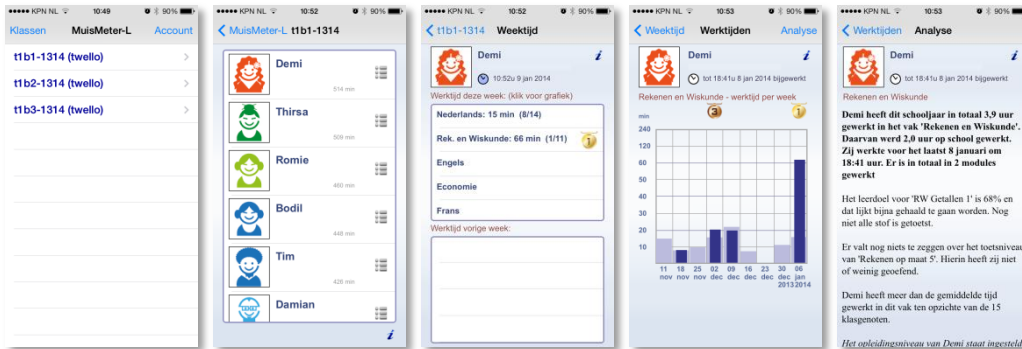 KPN NL 10:49 90%
Klassen MuisMeter-L Account
t1b1-1314 (twello)
t1b2-1314 (twello)
t1b3-1314 (twello)
KPN NL 10:52 90%
MuisMeter-L t1b1-1314
Demi
514 min
Thirsa
509 min
Romie
460 min
Bodil
448 min
Tim
426 min
Damian
i
KPN NL 10:52 90%
t1b1-1314 Weektijd
Demi i
10:52u 9 jan 2014
Werktijd deze week: (klik voor grafiek)
Nederlands: 15 min (8/14)
Rek. en Wiskunde: 66 min (1/11) 1
Engels
Economie
Frans
Werktijd vorige week:
KPN NL 10:53 90%
Weektijd Werktijden Analyse
Demi i
tot 18:41u 8 jan 2014 bijgewerkt
Rekenen en Wiskunde - werktijd per week
min 3 1
240
120
60
50
40
30
20
10
11 18 25 02 09 16 23 30 06
nov nov nov dec dec dec dec dec jan
2013 2014
KPN NL 10:53 90%
Werktijden Analyse
Demi i
tot 18:41u 8 jan 2014 bijgewerkt
Rekenen en Wiskunde
Demi heeft dit schooljaar in totaal 3,9 uur
gewerkt in het vak 'Rekenen en Wiskunde'.
Daarvan werd 2,0 uur op school gewerkt.
Zij werkte voor het laatst 8 januari om
18:41 uur. Er is in totaal in 2 modules
gewerkt
Het leerdoel voor 'RW Getallen 1' is 68% en
dat lijkt bijna gehaald te gaan worden. Nog
niet alle stof is getoetst.
Er valt nog niets te zeggen over het toetsniveau
van 'Rekenen op maat 5'. Hierin heeft zij niet
of weinig geoefend.
Demi heeft meer dan de gemiddelde tijd
gewerkt in dit vak ten opzichte van de 15
klasgenoten.
Het opleidingsniveau van Demi staat ingesteld